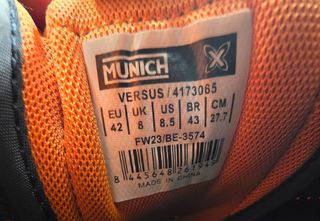 MUNICH
VERSUS/4173065
EU UK US BR CM
42 8 8.5 43 27.7
FW23/BE-3574
MADE IN CHINA